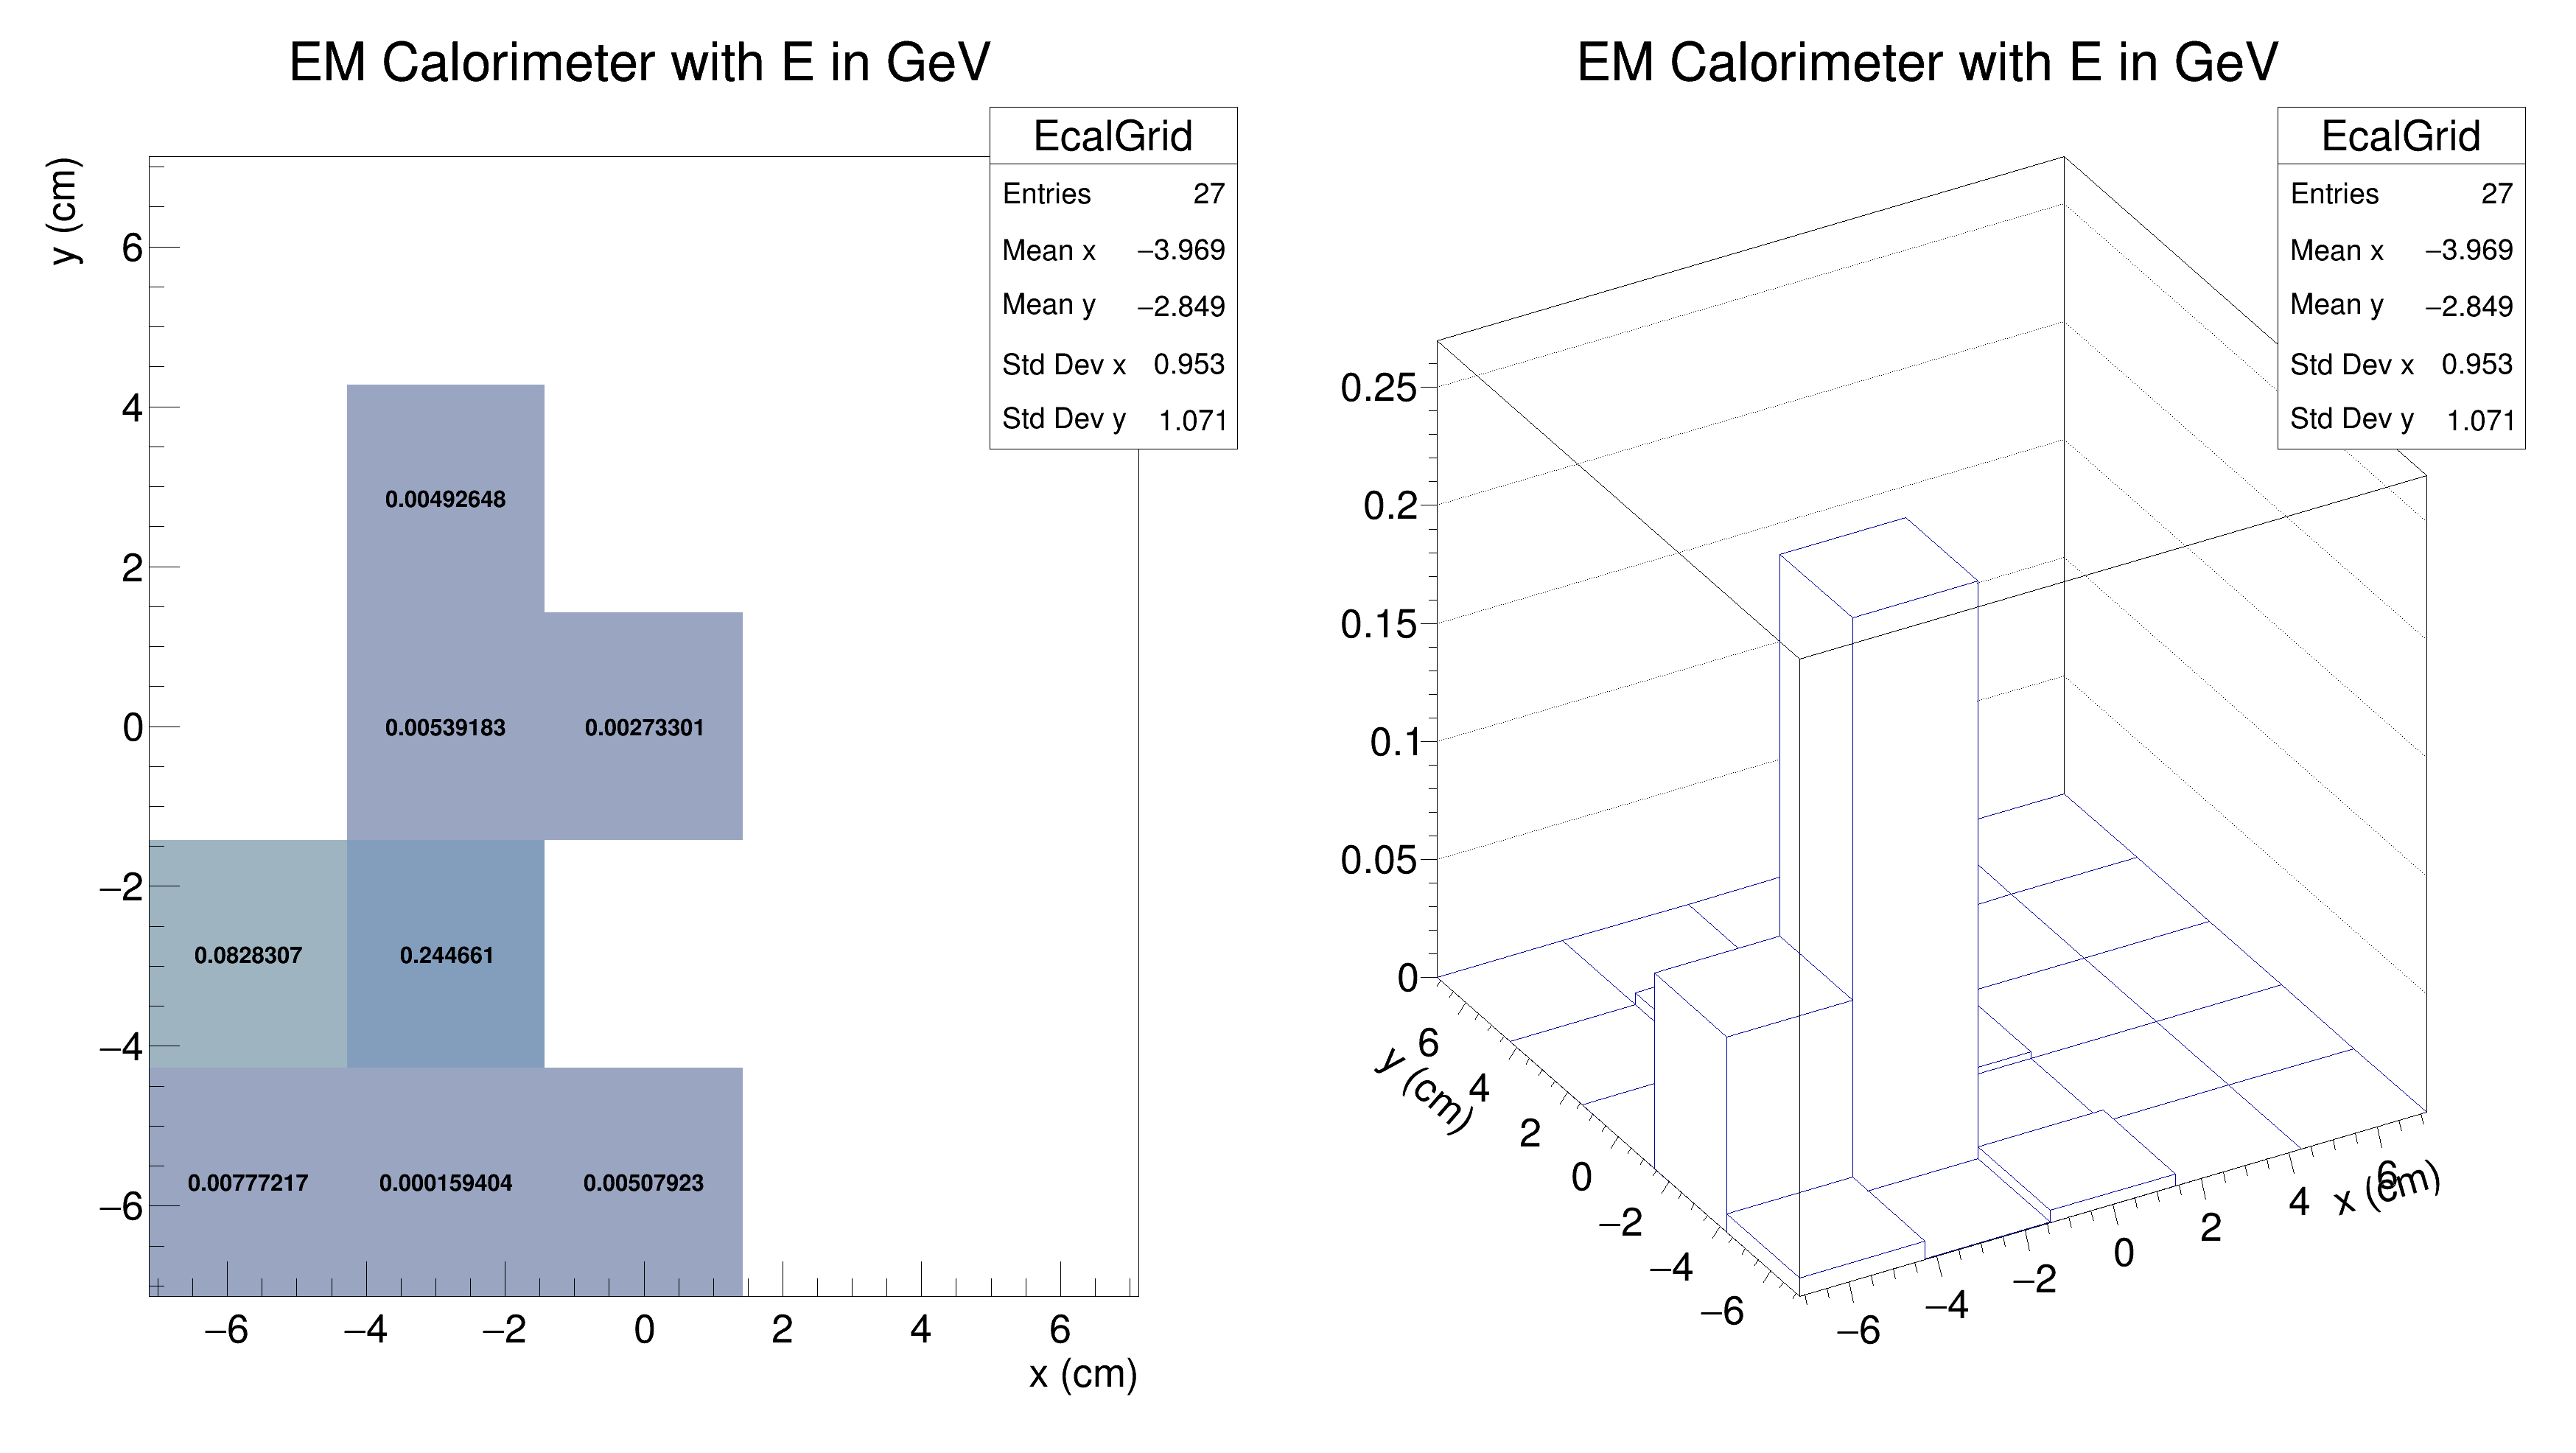 EM Calorimeter with E in GeV
EcalGrid
Entries 27
Mean x −3.969
Mean y −2.849
Std Dev x 0.953
Std Dev y 1.071
y (cm)
6
4
2
0
−2
−4
−6
0.00492648
0.00539183 0.00273301
0.0828307 0.244661
0.00777217 0.000159404 0.00507923
−6 −4 −2 0 2 4 6
x (cm)
EM Calorimeter with E in GeV
EcalGrid
Entries 27
Mean x −3.969
Mean y −2.849
Std Dev x 0.953
Std Dev y 1.071
0.25
0.2
0.15
0.1
0.05
0
6
4
2
0
−2
−4
−6
y (cm)
−6
−4
−2
0
2
4
6
x (cm)